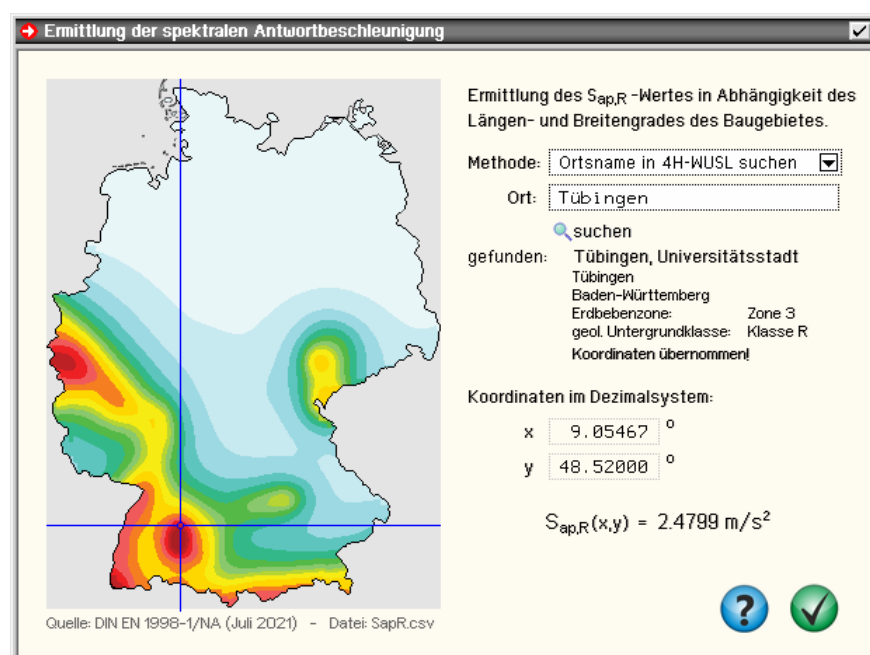 Ermittlung der spektralen Antwortbeschleunigung
Ermittlung des Sap,R -Wertes in Abhängigkeit des
Längen- und Breitengrades des Baugebietes.
Methode: Ortsname in 4H-WUSL suchen
Ort: Tübingen
suchen
gefunden: Tübingen, Universitätsstadt
Tübingen
Baden-Württemberg
Erdbebenzone: Zone 3
geol. Untergrundklasse: Klasse R
Koordinaten übernommen!
Koordinaten im Dezimalsystem:
x 9.05467 °
y 48.52000 °
Sap,R(x,y) = 2.4799 m/s²
?
Quelle: DIN EN 1998-1/NA (Juli 2021) - Datei: SapR.csv